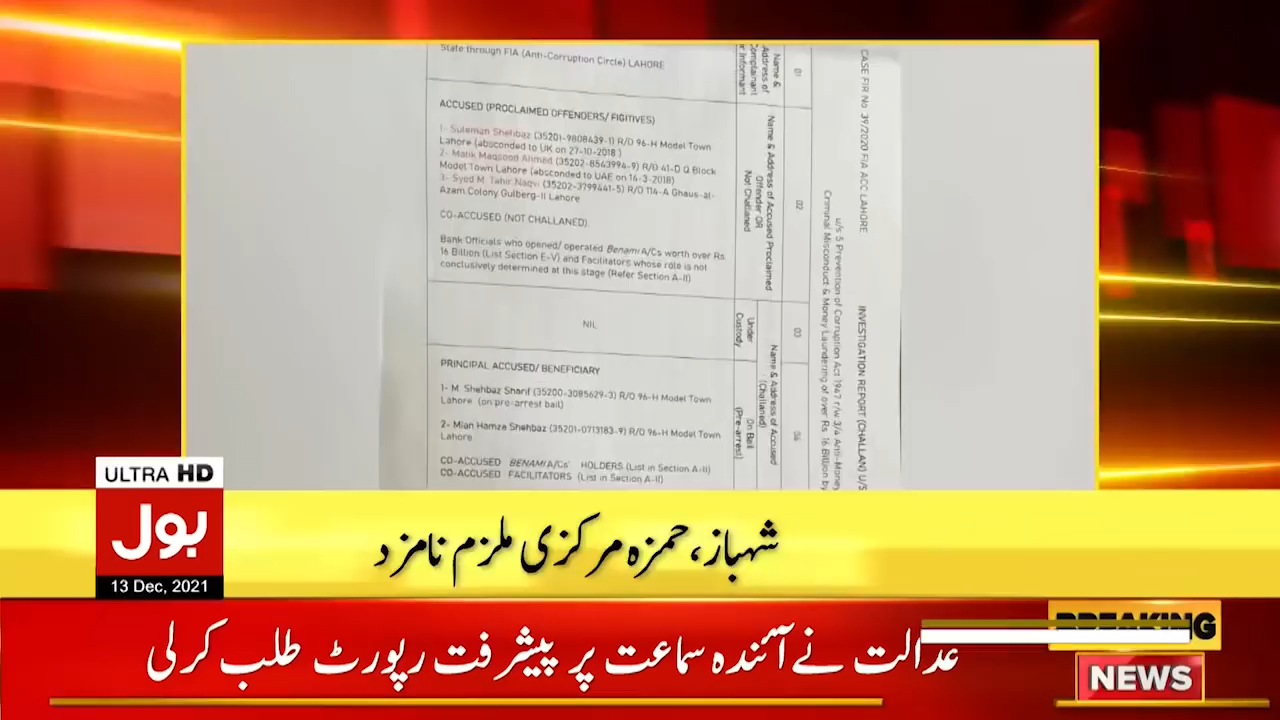 State through FIA (Anti-Corruption Circle) LAHORE
ACCUSED (PROCLAIMED OFFENDERS/ FIGITIVES)
1- Suleman Shehbaz (35201-9808439-1) R/O 96-H Model Town
Lahore (absconded to UK on 27-10-2018 )
2- Malik Maqsood Ahmed (35202-8543994-9) R/O 41-D Q Block
Model Town Lahore (absconded to UAE on 16-3-2018)
3- Syed M. Tahir Naqvi (35202-3799441-5) R/O 114-A Ghaus-al-
Azam Colony Gulberg-II Lahore
CO-ACCUSED (NOT CHALLANED)
Bank Officials who opened/ operated Benami A/Cs worth over Rs
16 Billion (List Section E-V) and Facilitators whose role is not
conclusively determined at this stage (Refer Section A-II)
NIL
PRINCIPAL ACCUSED/ BENEFICIARY
1- M. Shehbaz Sharif (35200-3085629-3) R/O 96-H Model Town
Lahore (on pre-arrest bail)
2- Mian Hamza Shehbaz (35201-0713183-9) R/O 96-H Model Town
Lahore
CO-ACCUSED BENAMI A/Cs' HOLDERS (List in Section A-II)
CO-ACCUSED FACILITATORS (List in Section A-II)
Name &
Address of
Complainant
or Informant
Name & Address of Accused Proclaimed
Offender OR
Not Challaned
Under
Custody
Name & Address of Accused
(Challaned)
On Bail
(Pre-arrest)
01
02
03
CASE FIR No 39/2020 FIA ACC LAHORE
INVESTIGATION REPORT (CHALLAN) U/S
u/s 5 Prevention of Corruption Act 1947 r/w 3/4 Anti-Money
Criminal Misconduct & Money Laundering of over Rs 16 Billion by
ULTRA HD
بول
13 Dec, 2021
شہباز، حمزہ مرکزی ملزم نامزد
عدالت نے آئندہ سماعت پر پیشرفت رپورٹ طلب کرلی
BREAKING
NEWS